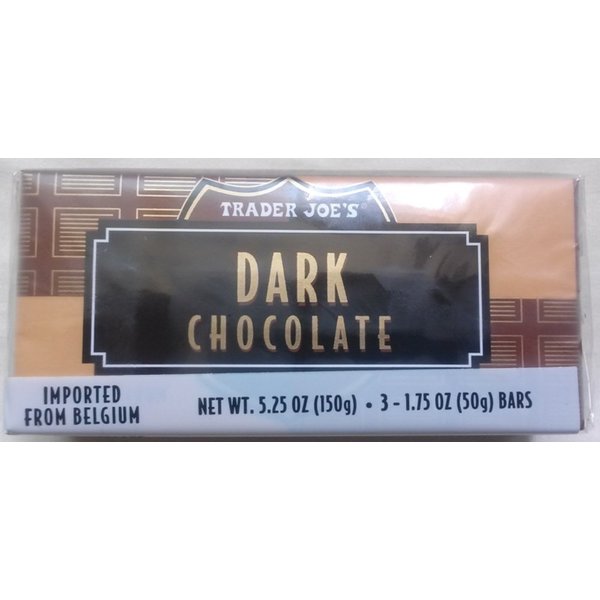 TRADER JOE'S®
DARK
CHOCOLATE
IMPORTED
FROM BELGIUM
NET WT. 5.25 OZ (150g) • 3 – 1.75 OZ (50g) BARS